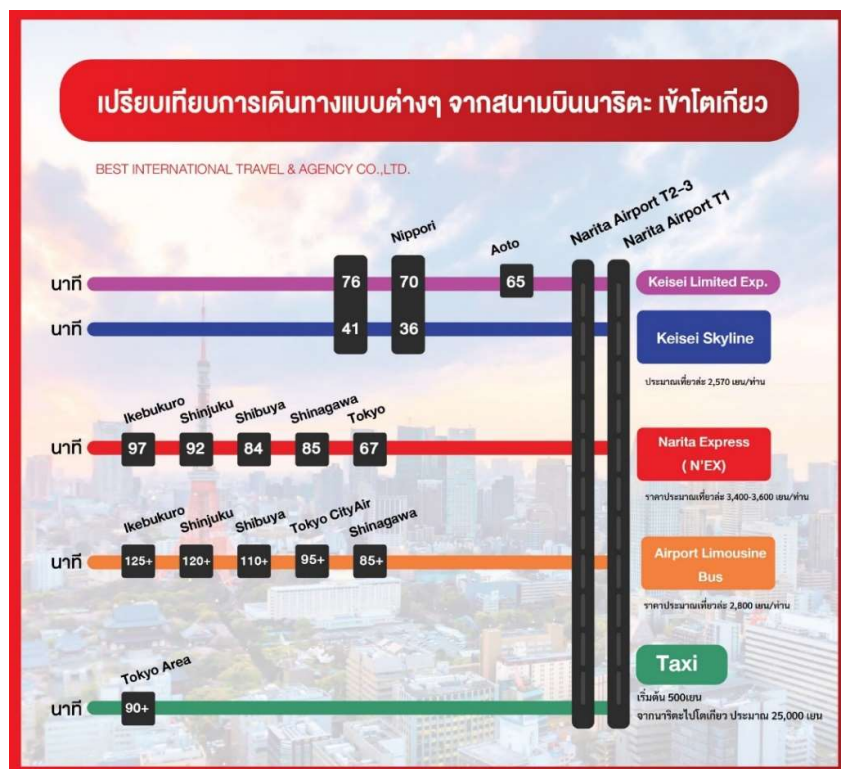 เปรียบเทียบการเดินทางแบบต่างๆ จากสนามบินนาริตะ เข้าโตเกียว
BEST INTERNATIONAL TRAVEL & AGENCY CO.,LTD.
Nippori
Aoto
Narita Airport T2-3
Narita Airport T1
นาที 76 70 65 Keisei Limited Exp.
นาที 41 36 Keisei Skyline
ประมาณเที่ยวล่ะ 2,570 เยน/ท่าน
Ikebukuro Shinjuku Shibuya Shinagawa Tokyo
นาที 97 92 84 85 67 Narita Express
( N'EX)
ราคาประมาณเที่ยวล่ะ 3,400-3,600 เยน/ท่าน
Ikebukuro Shinjuku Shibuya Tokyo CityAir Shinagawa
นาที 125+ 120+ 110+ 95+ 85+ Airport Limousine
Bus
ราคาประมาณเที่ยวล่ะ 2,800 เยน/ท่าน
Tokyo Area
Taxi
เริ่มต้น 500เยน
นาที 90+ จากนาริตะไปโตเกียว ประมาณ 25,000 เยน